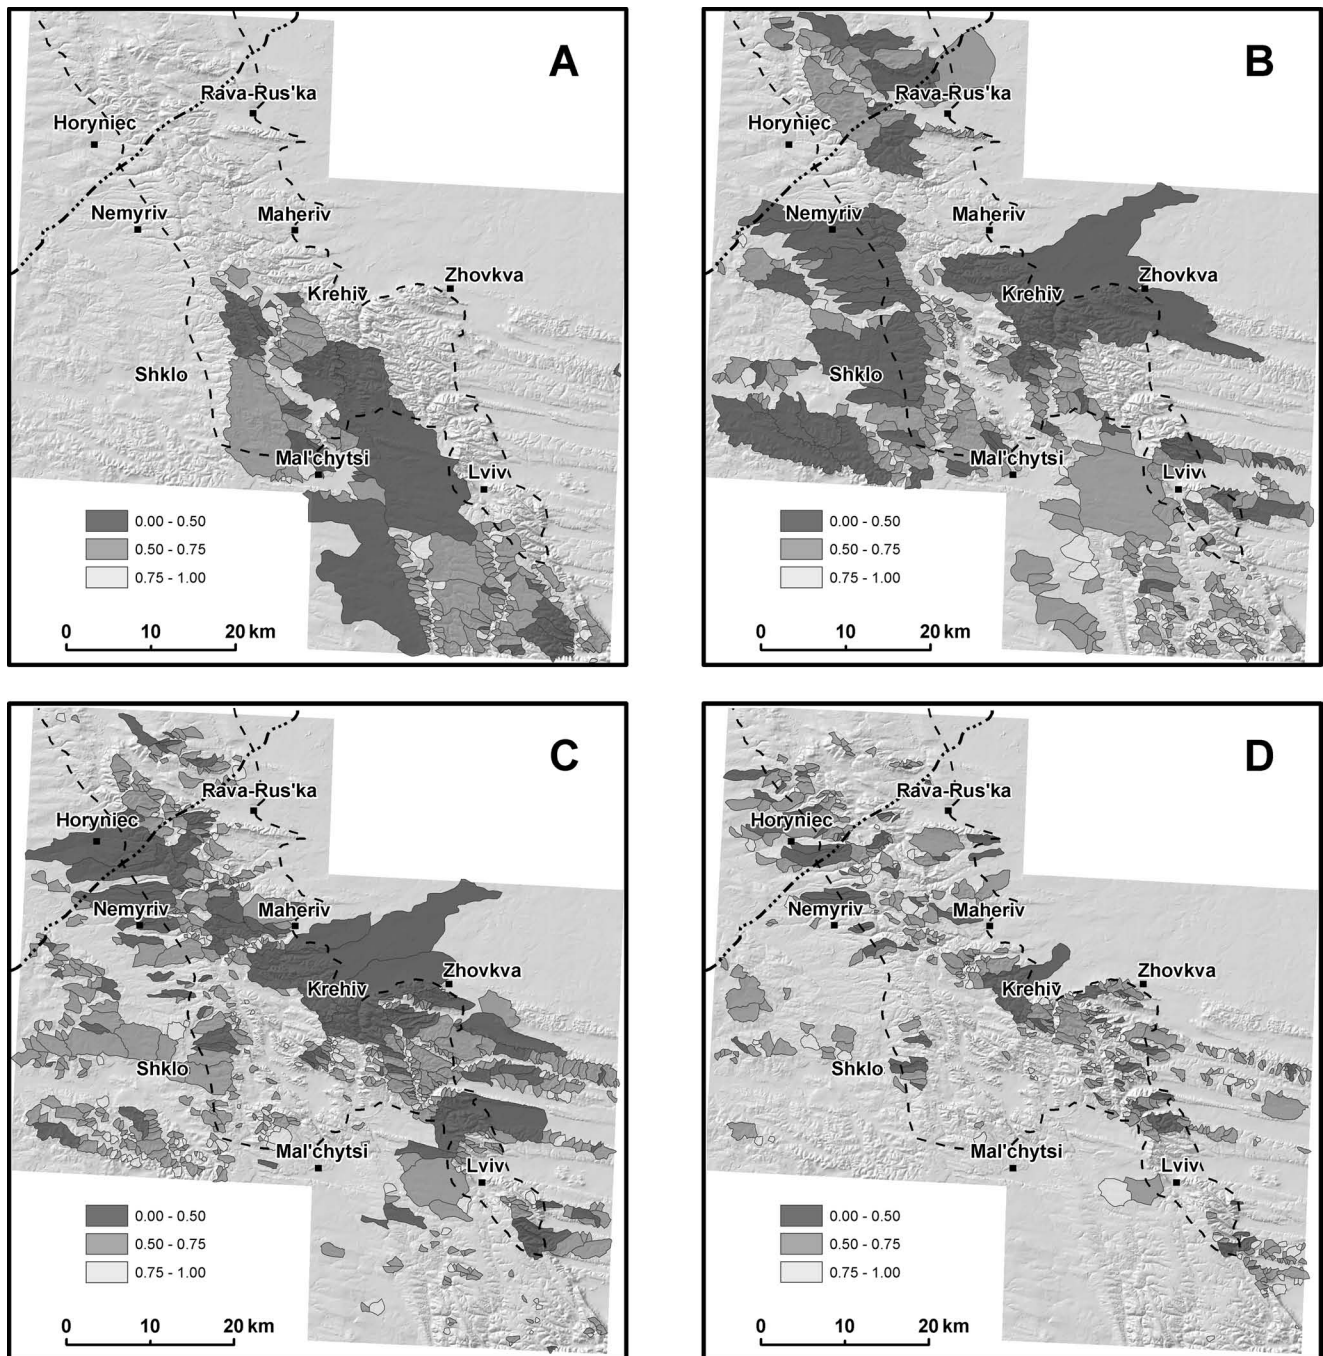 A
Rava-Rus'ka
Horyniec
Nemyriv
Maheriv
Zhovkva
Krehiv
Shklo
Mal'chytsi
Lviv
0.00 - 0.50
0.50 - 0.75
0.75 - 1.00
0 10 20 km
B
Rava-Rus'ka
Horyniec
Nemyriv
Maheriv
Zhovkva
Krehiv
Shklo
Mal'chytsi
Lviv
0.00 - 0.50
0.50 - 0.75
0.75 - 1.00
0 10 20 km
C
Rava-Rus'ka
Horyniec
Nemyriv
Maheriv
Zhovkva
Krehiv
Shklo
Mal'chytsi
Lviv
0.00 - 0.50
0.50 - 0.75
0.75 - 1.00
0 10 20 km
D
Rava-Rus'ka
Horyniec
Nemyriv
Maheriv
Zhovkva
Krehiv
Shklo
Mal'chytsi
Lviv
0.00 - 0.50
0.50 - 0.75
0.75 - 1.00
0 10 20 km